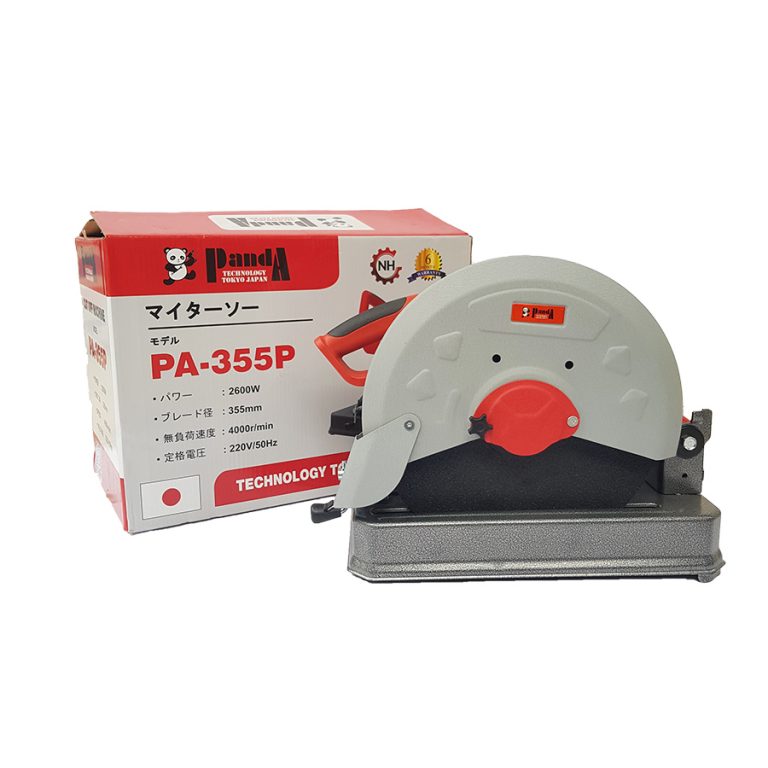 PandA
PandA
TECHNOLOGY
TOKYO JAPAN
NH
6
WARRANTY
マイターソー
モデル
PA-355P
・パワー : 2600W
・ブレード径 : 355mm
・無負荷速度 : 4000r/min
・定格電圧 : 220V/50Hz
TECHNOLOGY T
PA-355P
PandA